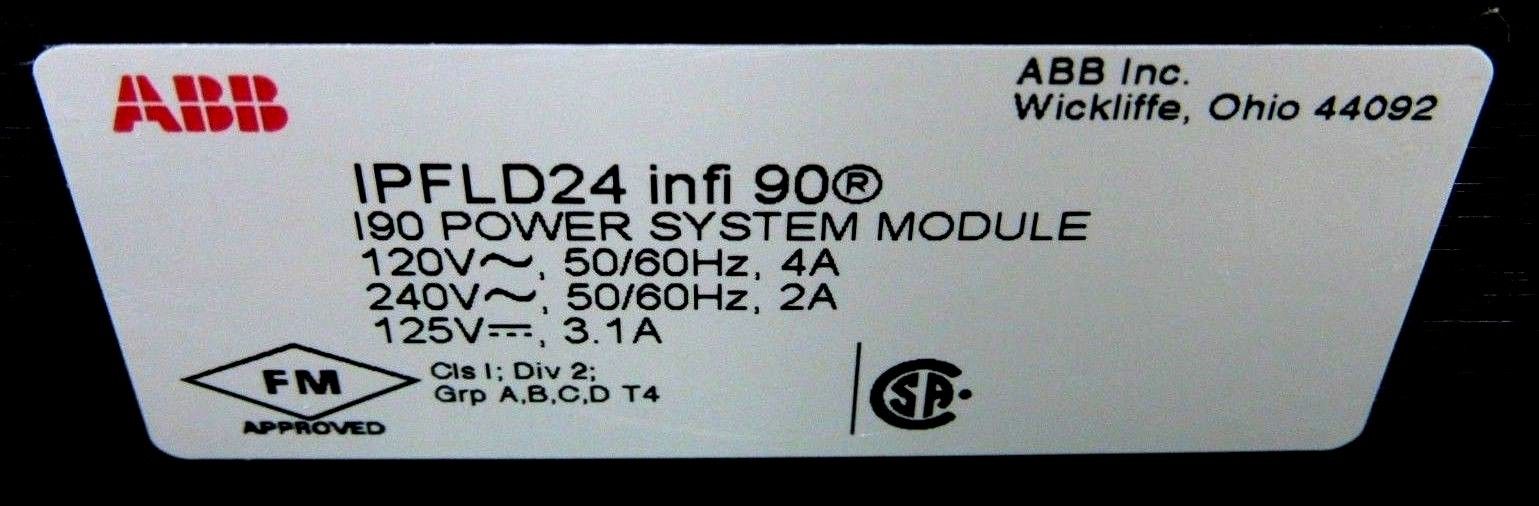 ABB
ABB Inc.
Wickliffe, Ohio 44092
IPFLD24 infi 90®
I90 POWER SYSTEM MODULE
120V∼, 50/60Hz, 4A
240V∼, 50/60Hz, 2A
125V⎓, 3.1A
FM
APPROVED
Cls I; Div 2;
Grp A,B,C,D T4
CSA